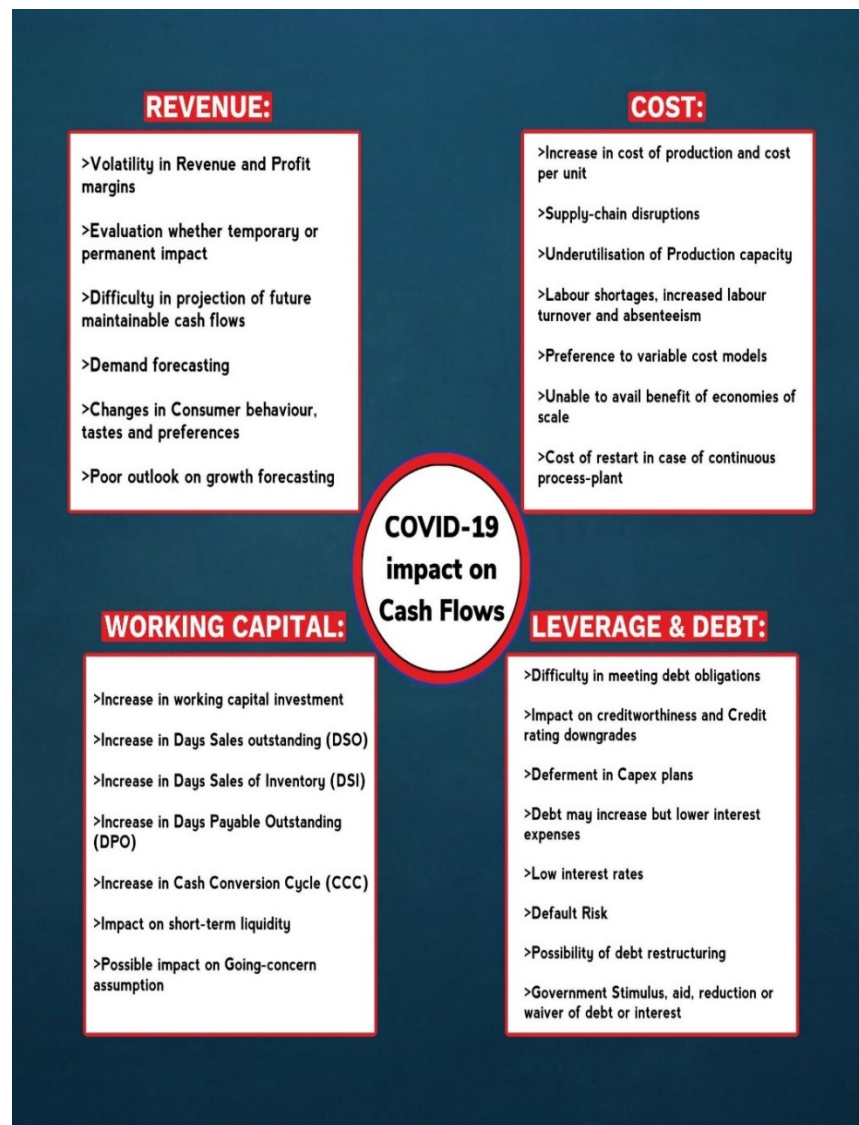 REVENUE:
>Volatility in Revenue and Profit
margins
>Evaluation whether temporary or
permanent impact
>Difficulty in projection of future
maintainable cash flows
>Demand forecasting
>Changes in Consumer behaviour,
tastes and preferences
>Poor outlook on growth forecasting
COST:
>Increase in cost of production and cost
per unit
>Supply-chain disruptions
>Underutilisation of Production capacity
>Labour shortages, increased labour
turnover and absenteeism
>Preference to variable cost models
>Unable to avail benefit of economies of
scale
>Cost of restart in case of continuous
process-plant
COVID-19
impact on
Cash Flows
WORKING CAPITAL:
>Increase in working capital investment
>Increase in Days Sales outstanding (DSO)
>Increase in Days Sales of Inventory (DSI)
>Increase in Days Payable Outstanding
(DPO)
>Increase in Cash Conversion Cycle (CCC)
>Impact on short-term liquidity
>Possible impact on Going-concern
assumption
LEVERAGE & DEBT:
>Difficulty in meeting debt obligations
>Impact on creditworthiness and Credit
rating downgrades
>Deferment in Capex plans
>Debt may increase but lower interest
expenses
>Low interest rates
>Default Risk
>Possibility of debt restructuring
>Government Stimulus, aid, reduction or
waiver of debt or interest